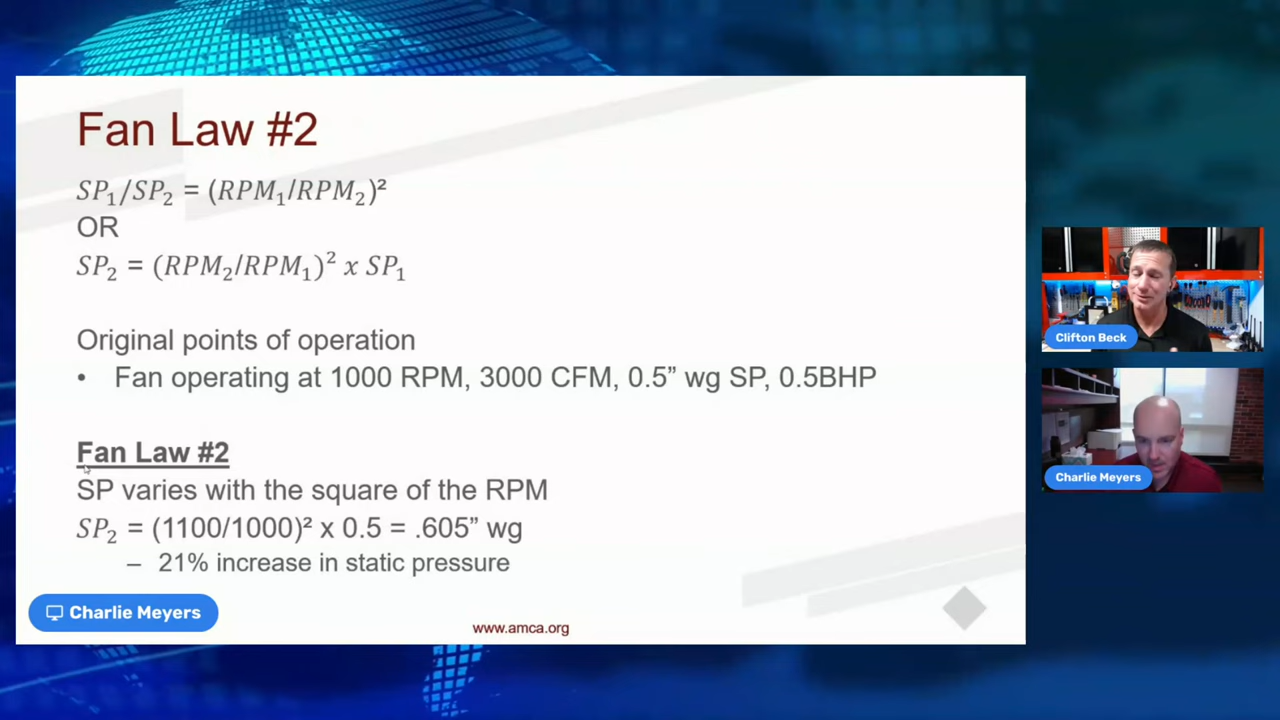 Fan Law #2
SP₁/SP₂ = (RPM₁/RPM₂)²
OR
SP₂ = (RPM₂/RPM₁)² x SP₁
Original points of operation
• Fan operating at 1000 RPM, 3000 CFM, 0.5” wg SP, 0.5BHP
Fan Law #2
SP varies with the square of the RPM
SP₂ = (1100/1000)² x 0.5 = .605” wg
– 21% increase in static pressure
Charlie Meyers
www.amca.org
Clifton Beck
Charlie Meyers